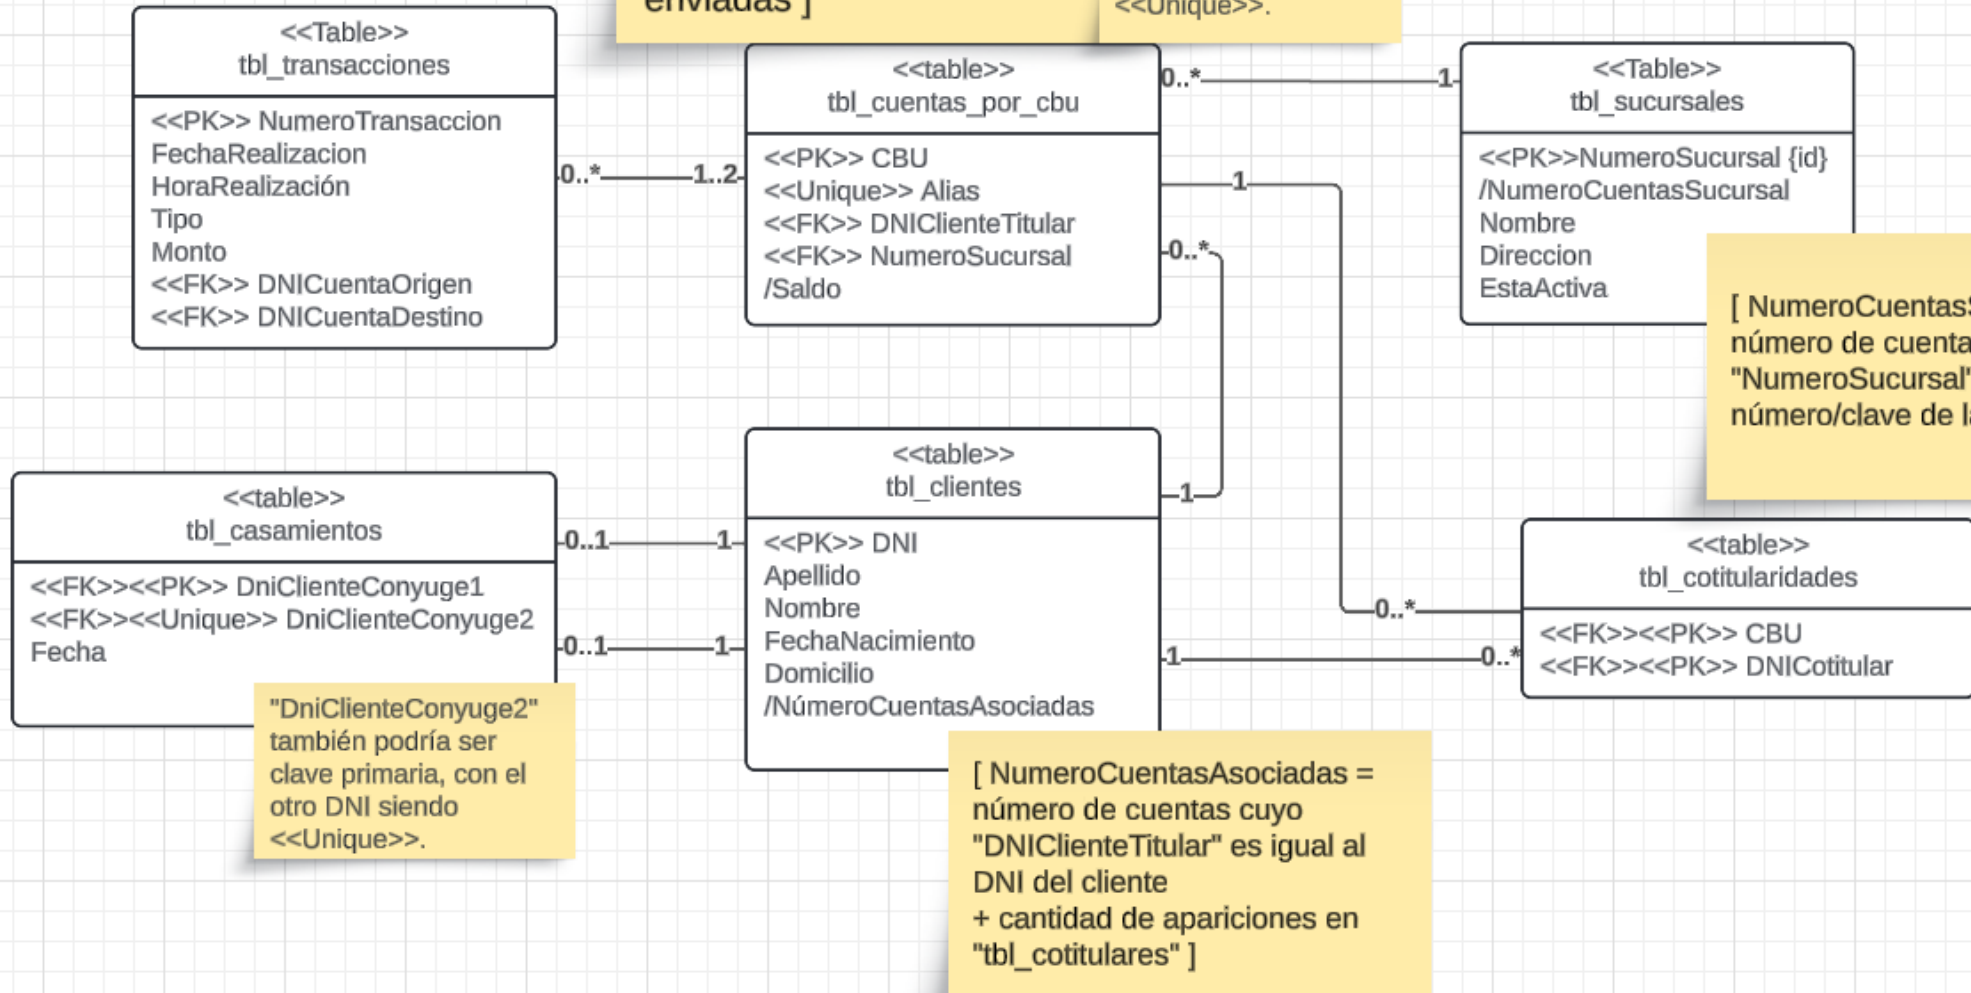 enviadas ]
<<Unique>>.
<<Table>>
tbl_transacciones
<<PK>> NumeroTransaccion
FechaRealizacion
HoraRealización
Tipo
Monto
<<FK>> DNICuentaOrigen
<<FK>> DNICuentaDestino
0..*
1..2
<<table>>
tbl_cuentas_por_cbu
<<PK>> CBU
<<Unique>> Alias
<<FK>> DNIClienteTitular
<<FK>> NumeroSucursal
/Saldo
0..*
1
1
0..*
<<Table>>
tbl_sucursales
<<PK>>NumeroSucursal {id}
/NumeroCuentasSucursal
Nombre
Direccion
EstaActiva
[ NumeroCuentasS
número de cuenta
"NumeroSucursal"
número/clave de la
<<table>>
tbl_casamientos
<<FK>><<PK>> DniClienteConyuge1
<<FK>><<Unique>> DniClienteConyuge2
Fecha
0..1
1
0..1
1
"DniClienteConyuge2"
también podría ser
clave primaria, con el
otro DNI siendo
<<Unique>>.
<<table>>
tbl_clientes
<<PK>> DNI
Apellido
Nombre
FechaNacimiento
Domicilio
/NúmeroCuentasAsociadas
1
0..*
1
0..*
[ NumeroCuentasAsociadas =
número de cuentas cuyo
"DNIClienteTitular" es igual al
DNI del cliente
+ cantidad de apariciones en
"tbl_cotitulares" ]
<<table>>
tbl_cotitularidades
<<FK>><<PK>> CBU
<<FK>><<PK>> DNICotitular